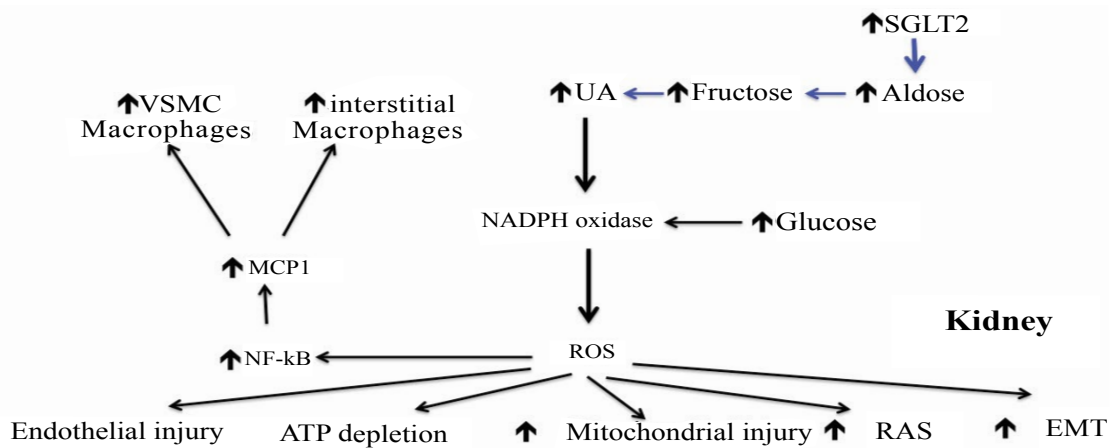 ↑SGLT2
↑VSMC
Macrophages
↑interstitial
Macrophages
↑UA
↑Fructose
↑Aldose
NADPH oxidase
↑Glucose
↑MCP1
Kidney
↑NF-kB
ROS
Endothelial injury
ATP depletion
↑ Mitochondrial injury
↑ RAS
↑ EMT